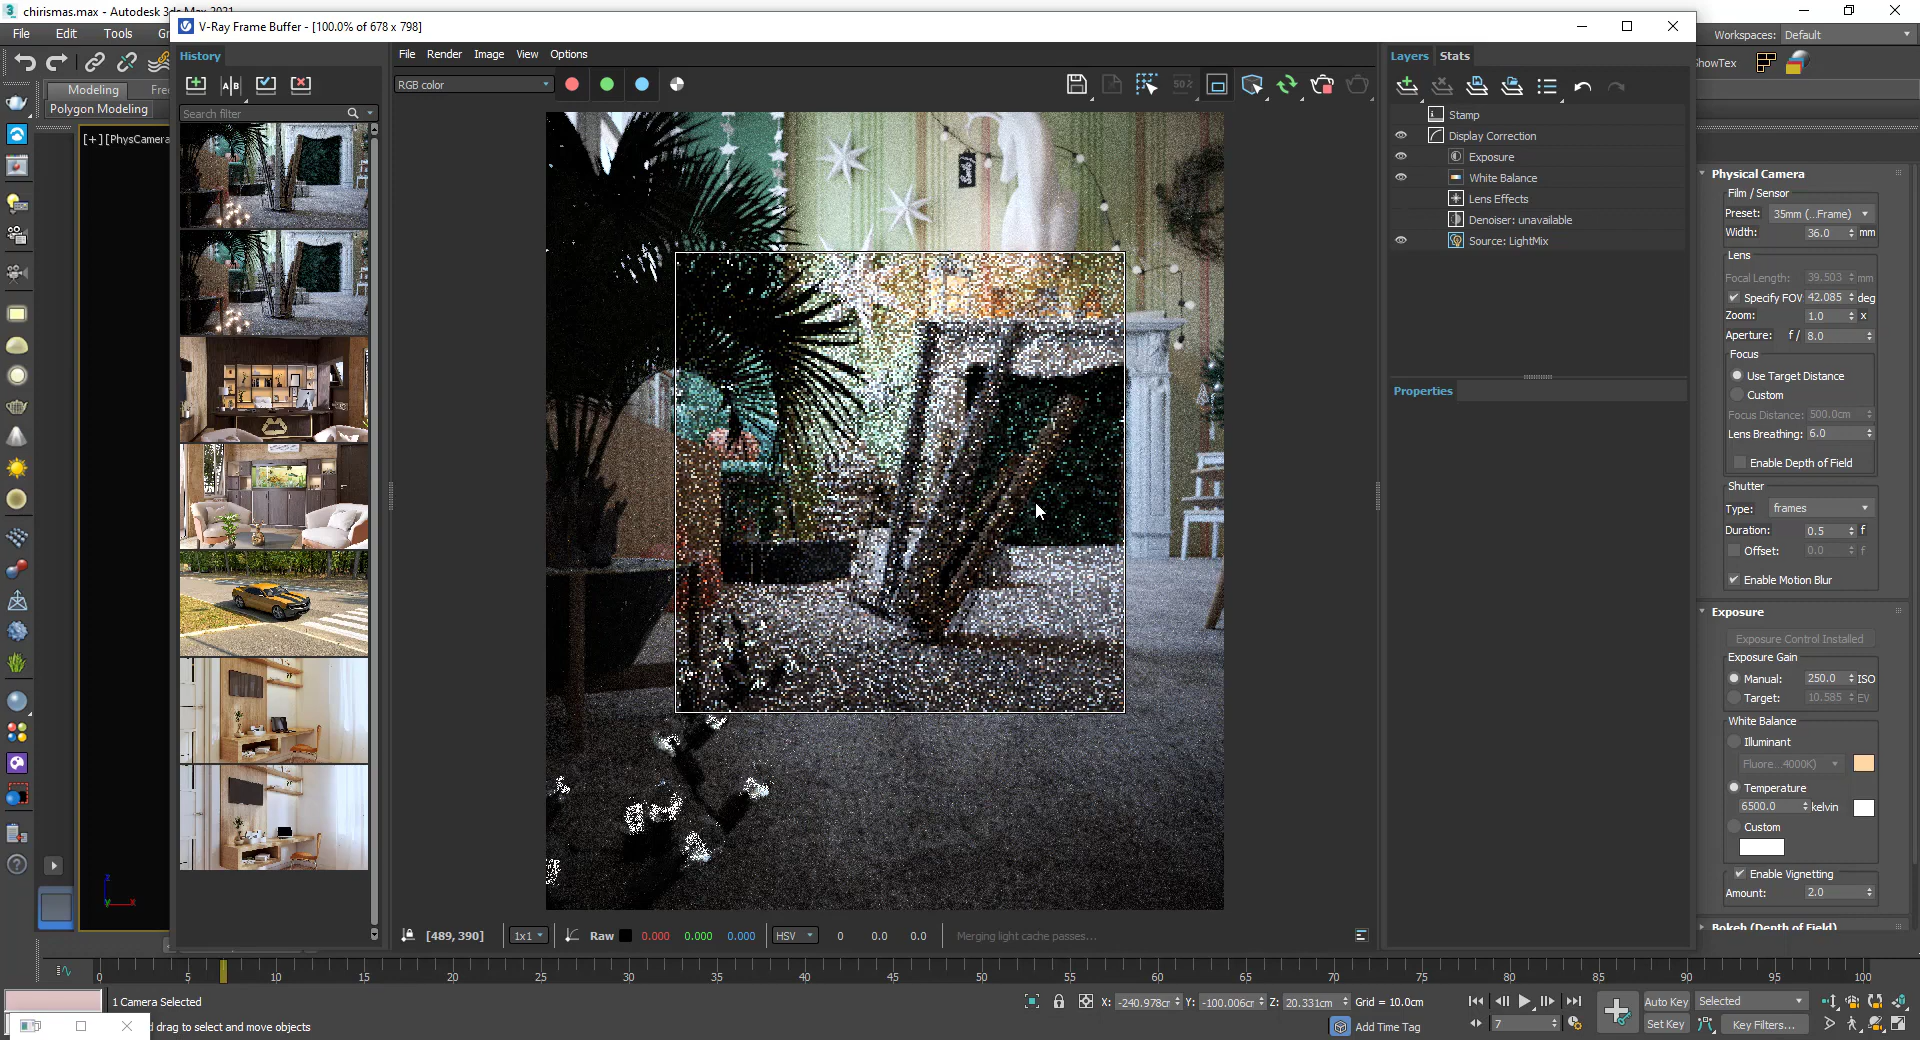 chirismas.max - Autodesk 3ds Max 2021
File Edit Tools
Workspaces: Default
V-Ray Frame Buffer - [100.0% of 678 x 798]
ShowTex
Modeling
Polygon Modeling
[+][PhysCamera
History
Search filter
File Render Image View Options
RGB color
50%
Layers Stats
Stamp
Display Correction
Exposure
White Balance
Lens Effects
Denoiser: unavailable
Source: LightMix
Properties
Physical Camera
Film / Sensor
Preset: 35mm (...Frame)
Width: 36.0 mm
Lens
Focal Length: 39.503 mm
Specify FOV 42.085 deg
Zoom: 1.0 x
Aperture: f / 8.0
Focus
Use Target Distance
Custom
Focus Distance: 500.0cm
Lens Breathing: 6.0
Enable Depth of Field
Shutter
Type: frames
Duration: 0.5 f
Offset: 0.0 f
Enable Motion Blur
Exposure
Exposure Control Installed
Exposure Gain
Manual: 250.0 ISO
Target: 10.585 EV
White Balance
Illuminant
Fluore...4000K)
Temperature
6500.0 kelvin
Custom
Enable Vignetting
Amount: 2.0
Bokeh (Depth of Field)
[489, 390] 1x1 Raw 0.000 0.000 0.000 HSV 0 0.0 0.0 Merging light cache passes...
0 5 10 15 20 25 30 35 40 45 50 55 60 65 70 75 80 85 90 95 100
1 Camera Selected
X: -240.978cm Y: -100.006cm Z: 20.331cm Grid = 10.0cm
Auto Key Selected
drag to select and move objects
Add Time Tag
7
Set Key Key Filters...